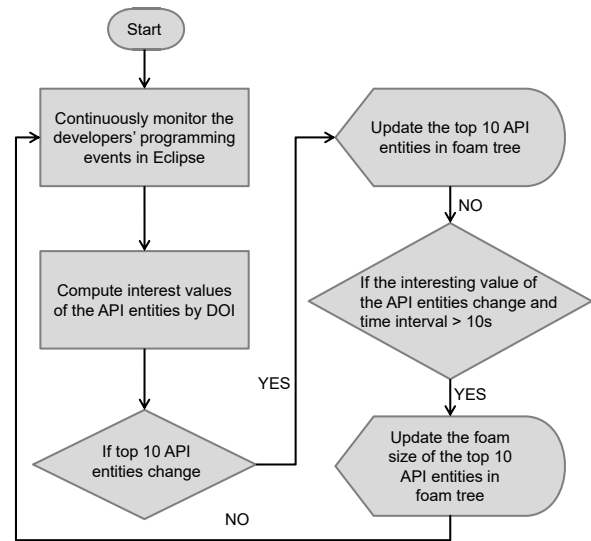 Start
Continuously monitor the
developers' programming
events in Eclipse
Compute interest values
of the API entities by DOI
If top 10 API
entities change
YES
NO
Update the top 10 API
entities in foam tree
NO
If the interesting value of
the API entities change and
time interval > 10s
YES
Update the foam
size of the top 10
API entities in
foam tree